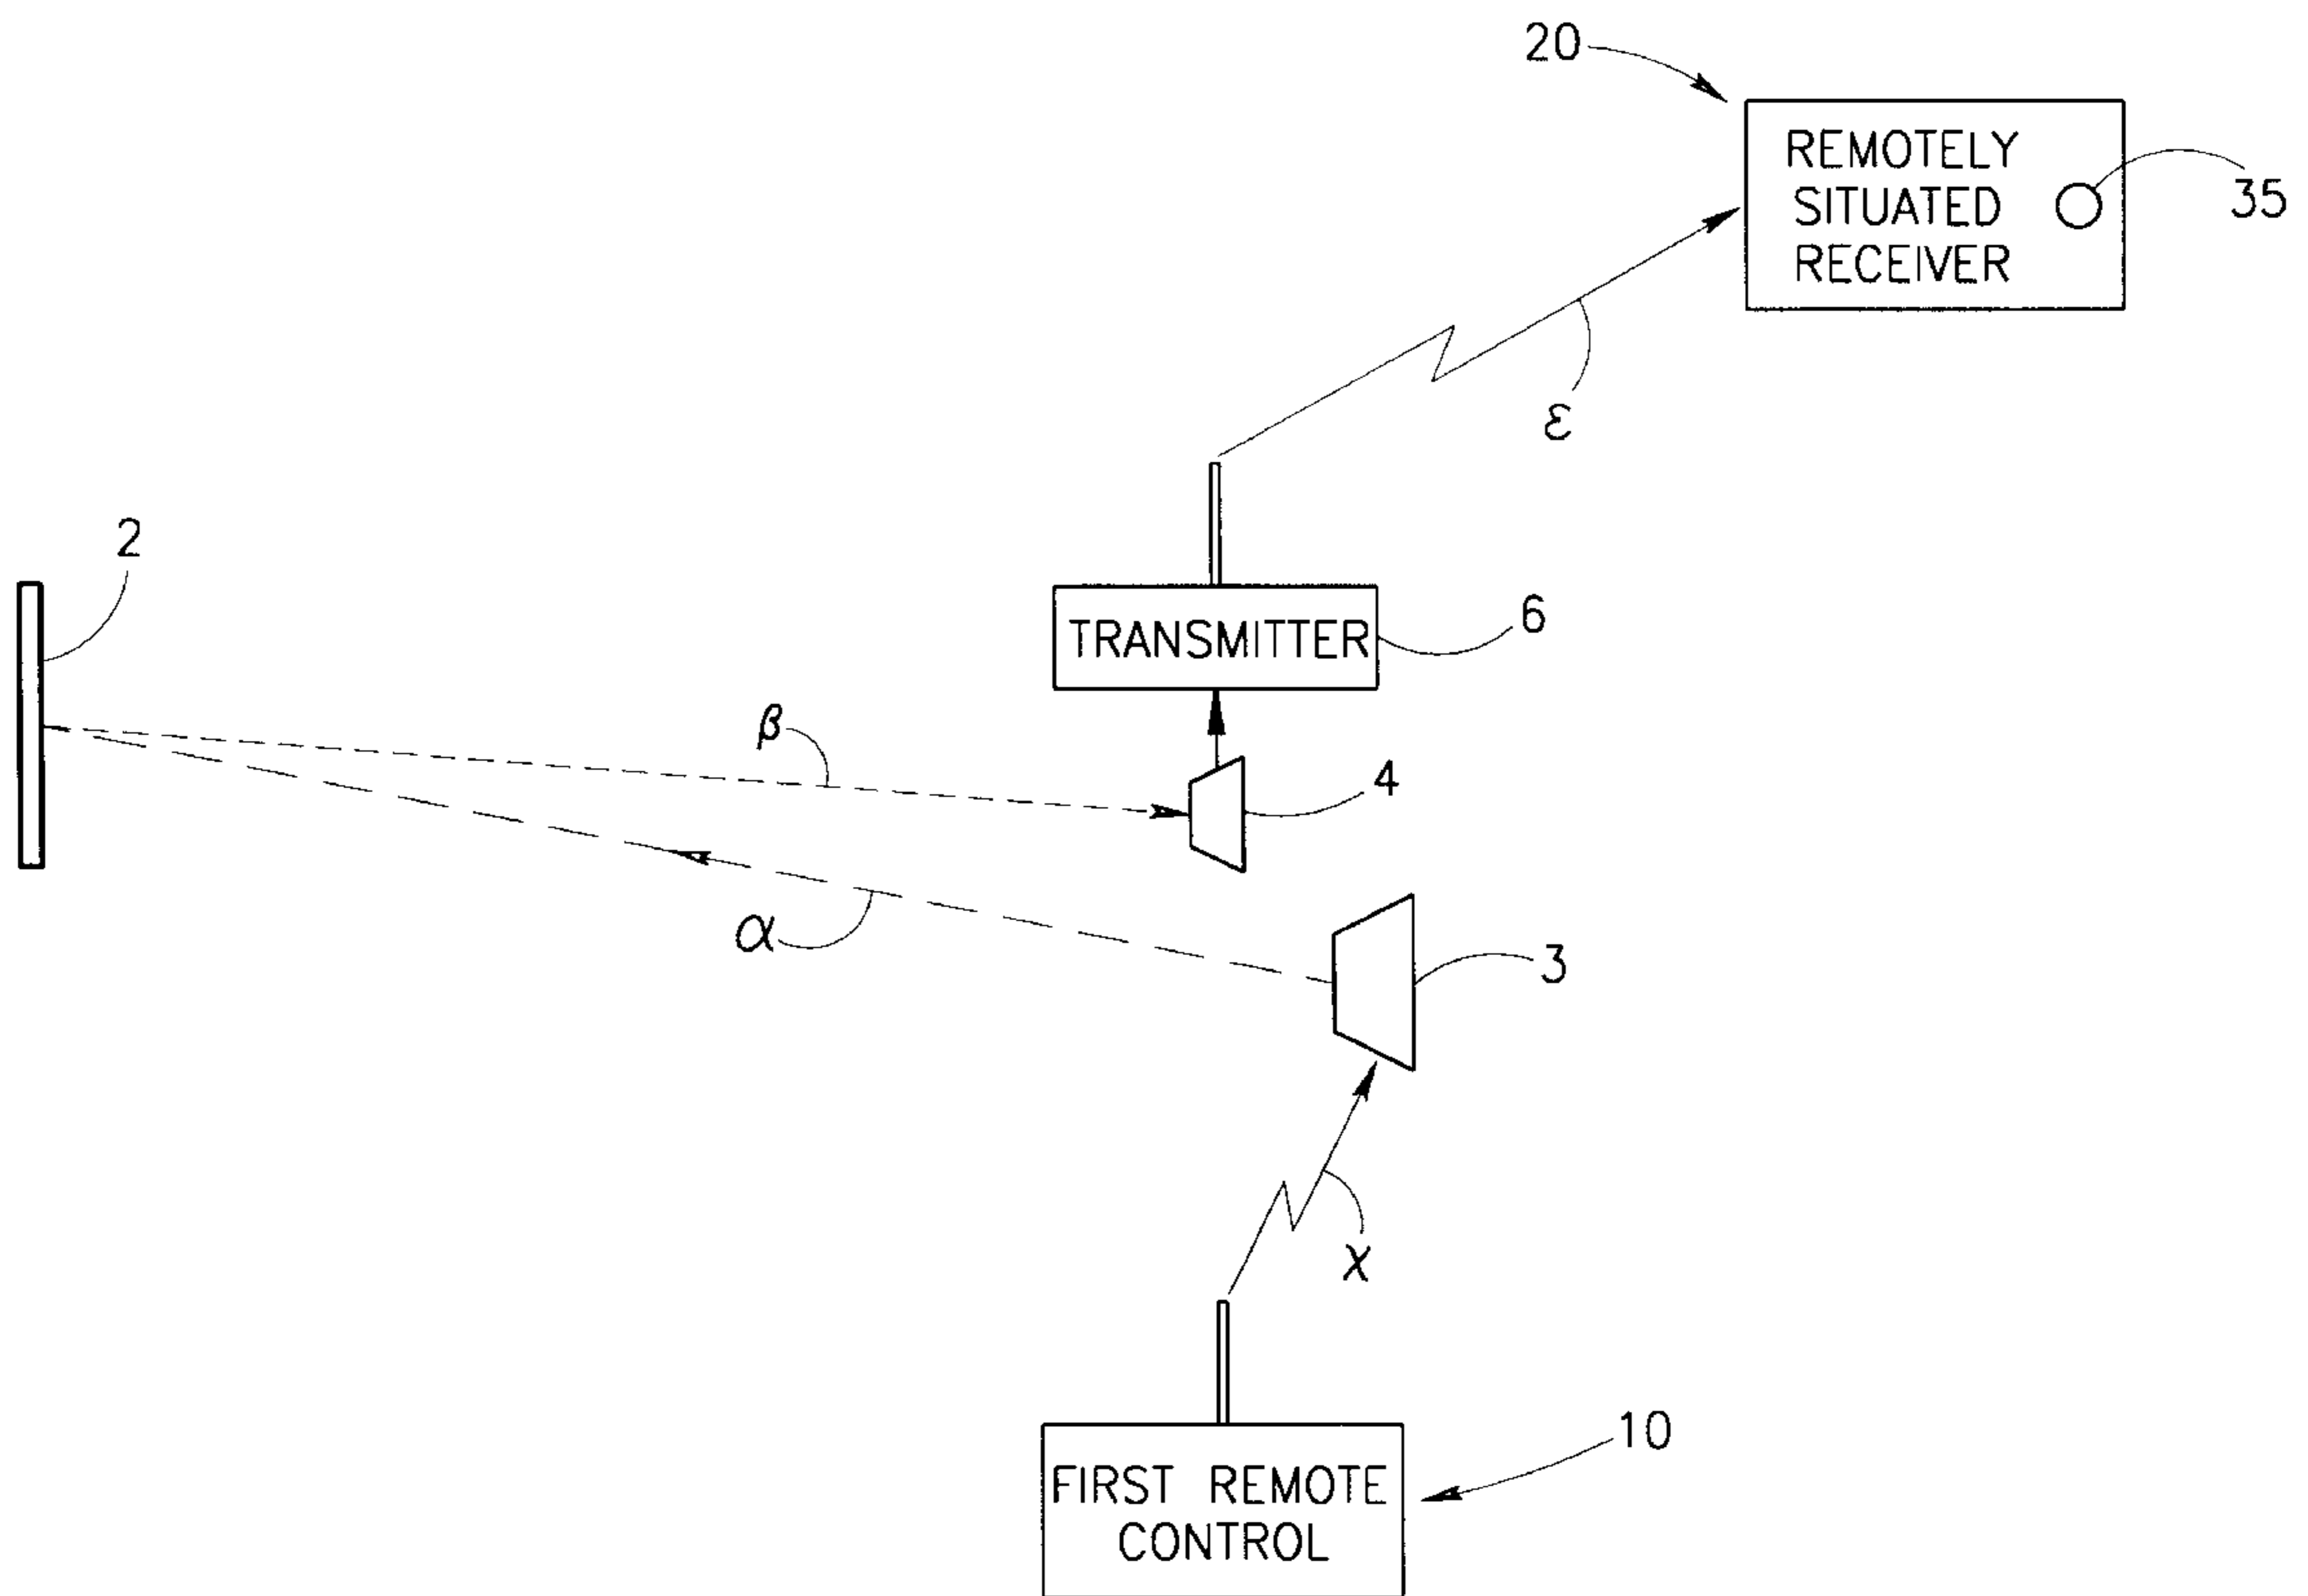 20
REMOTELY
SITUATED
RECEIVER
35
ε
2
TRANSMITTER
6
β
4
α
3
χ
10
FIRST REMOTE
CONTROL